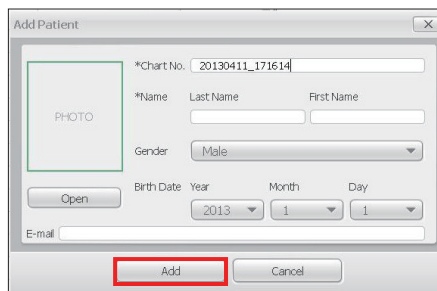 Add Patient
*Chart No. 20130411_171614
*Name Last Name First Name
PHOTO
Gender Male
Open
Birth Date Year Month Day
2013 1 1
E-mail
Add Cancel